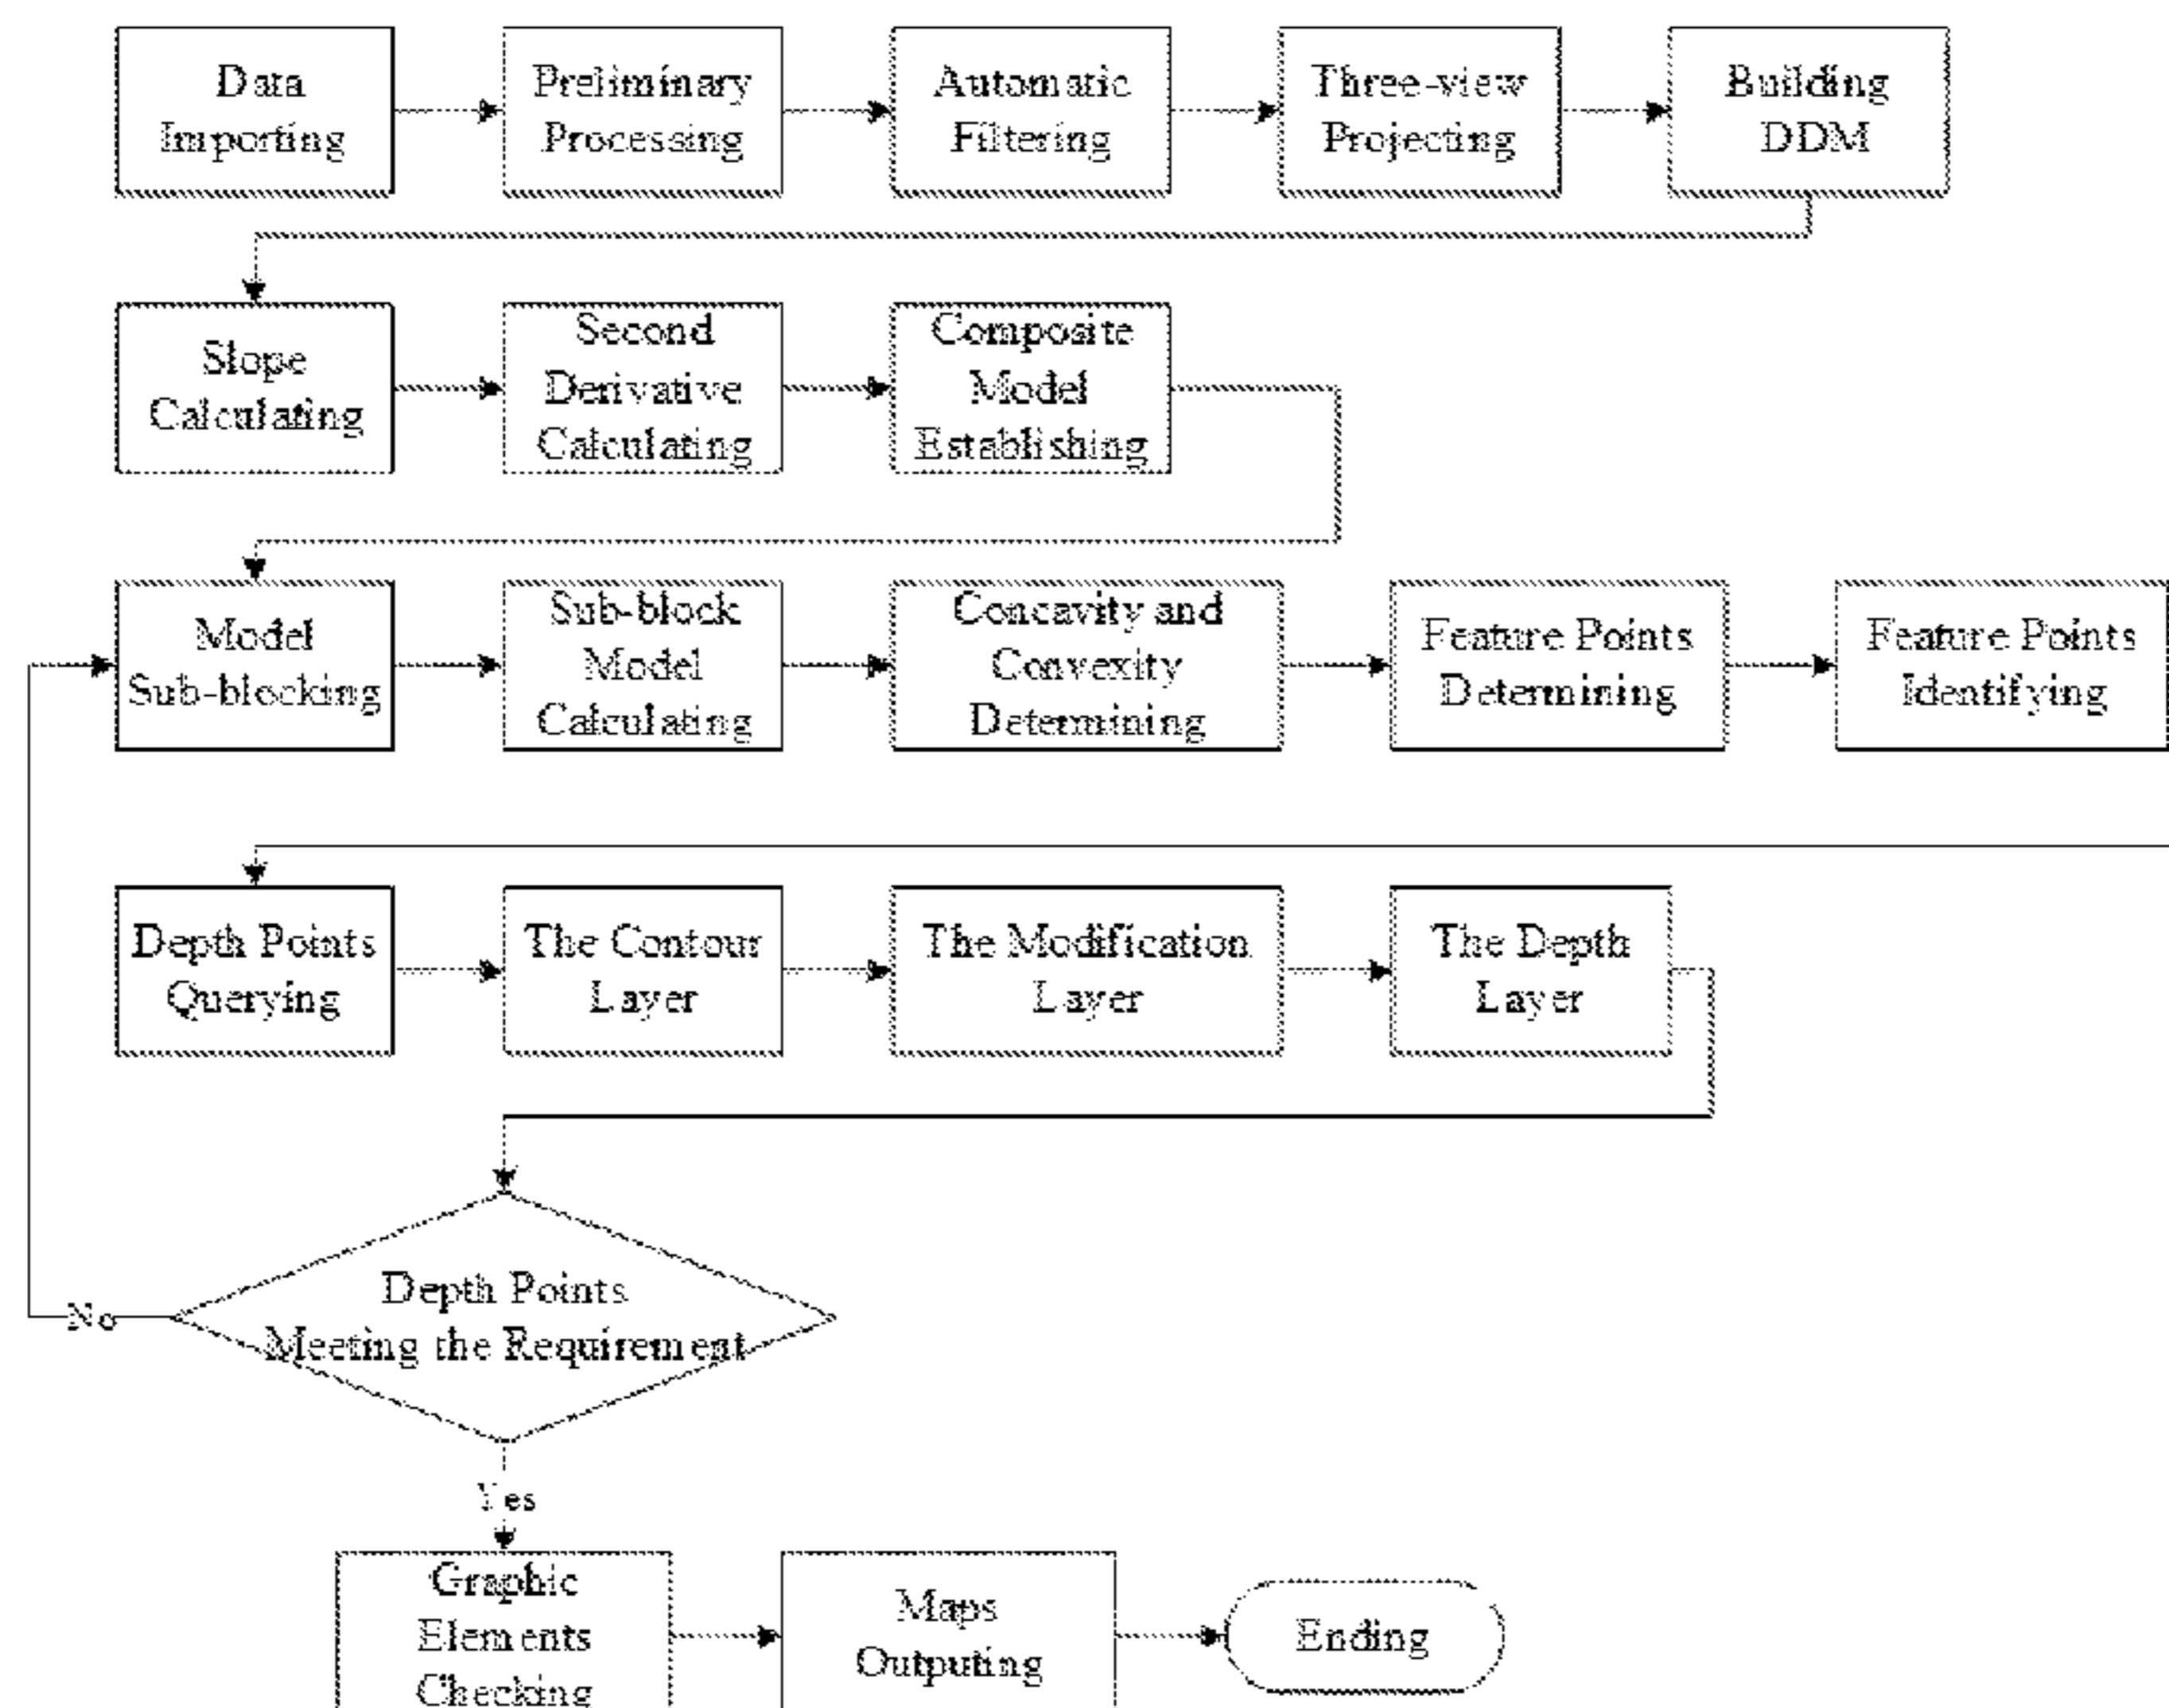 Data
Importing
Preliminary
Processing
Automatic
Filtering
Three-view
Projecting
Building
DDM
Slope
Calculating
Second
Derivative
Calculating
Composite
Model
Establishing
Model
Sub-blocking
Sub-block
Model
Calculating
Concavity and
Convexity
Determining
Feature Points
Determining
Feature Points
Identifying
Depth Points
Querying
The Contour
Layer
The Modification
Layer
The Depth
Layer
Depth Points
Meeting the Requirement
No
Yes
Graphic
Elements
Checking
Maps
Outputing
Ending